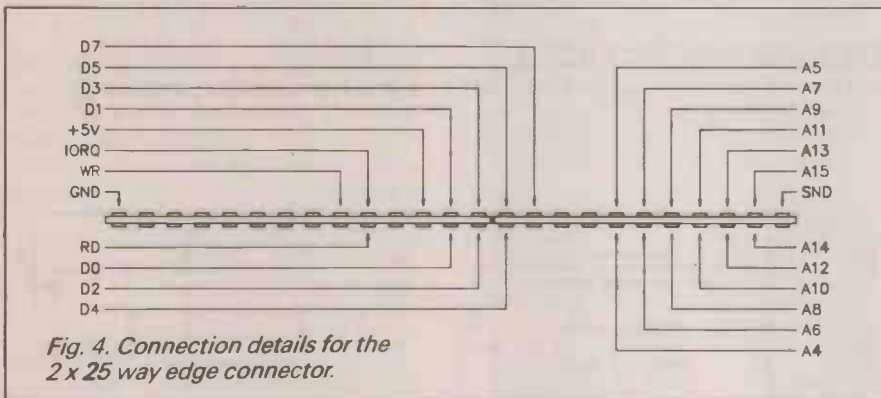 D7
D5
D3
D1
+5V
IORQ
WR
GND
A5
A7
A9
A11
A13
A15
SND
RD
D0
D2
D4
A14
A12
A10
A8
A6
A4
Fig. 4. Connection details for the
2 x 25 way edge connector.